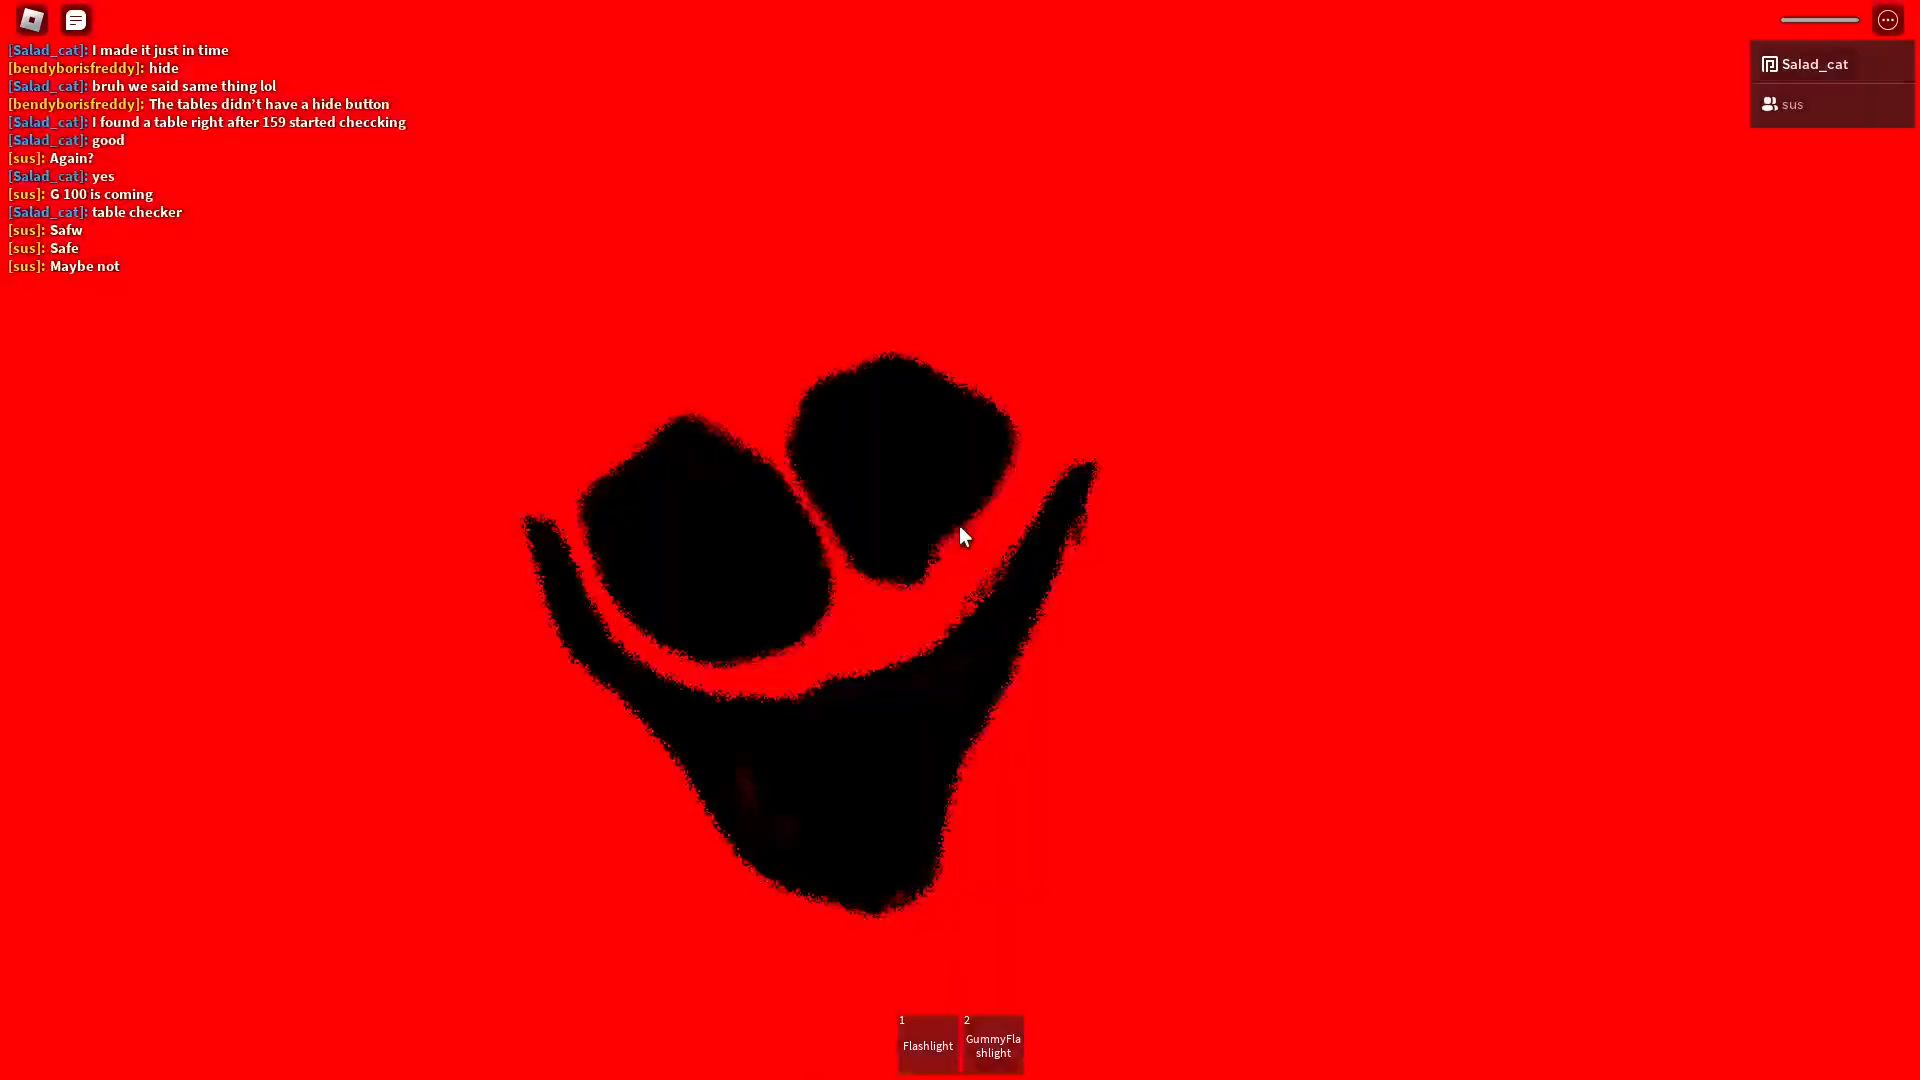 [Salad_cat]: I made it just in time
[bendyborisfreddy]: hide
[Salad_cat]: bruh we said same thing lol
[bendyborisfreddy]: The tables didn't have a hide button
[Salad_cat]: I found a table right after 159 started checcking
[Salad_cat]: good
[sus]: Again?
[Salad_cat]: yes
[sus]: G 100 is coming
[Salad_cat]: table checker
[sus]: Safw
[sus]: Safe
[sus]: Maybe not
Salad_cat
sus
1
Flashlight
2
GummyFla
shlight